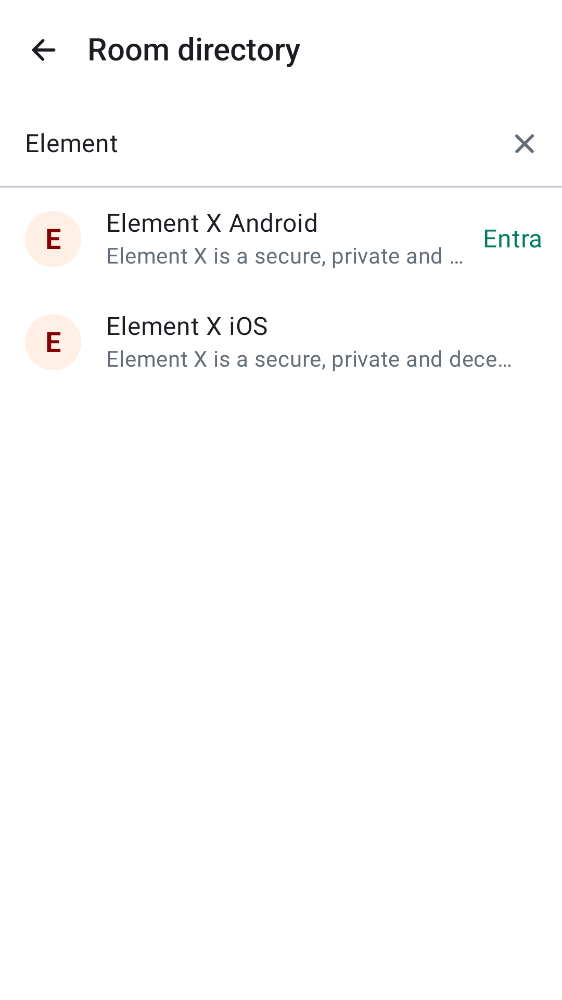 Room directory
Element
E
Element X Android
Element X is a secure, private and ...
Entra
E
Element X iOS
Element X is a secure, private and dece...